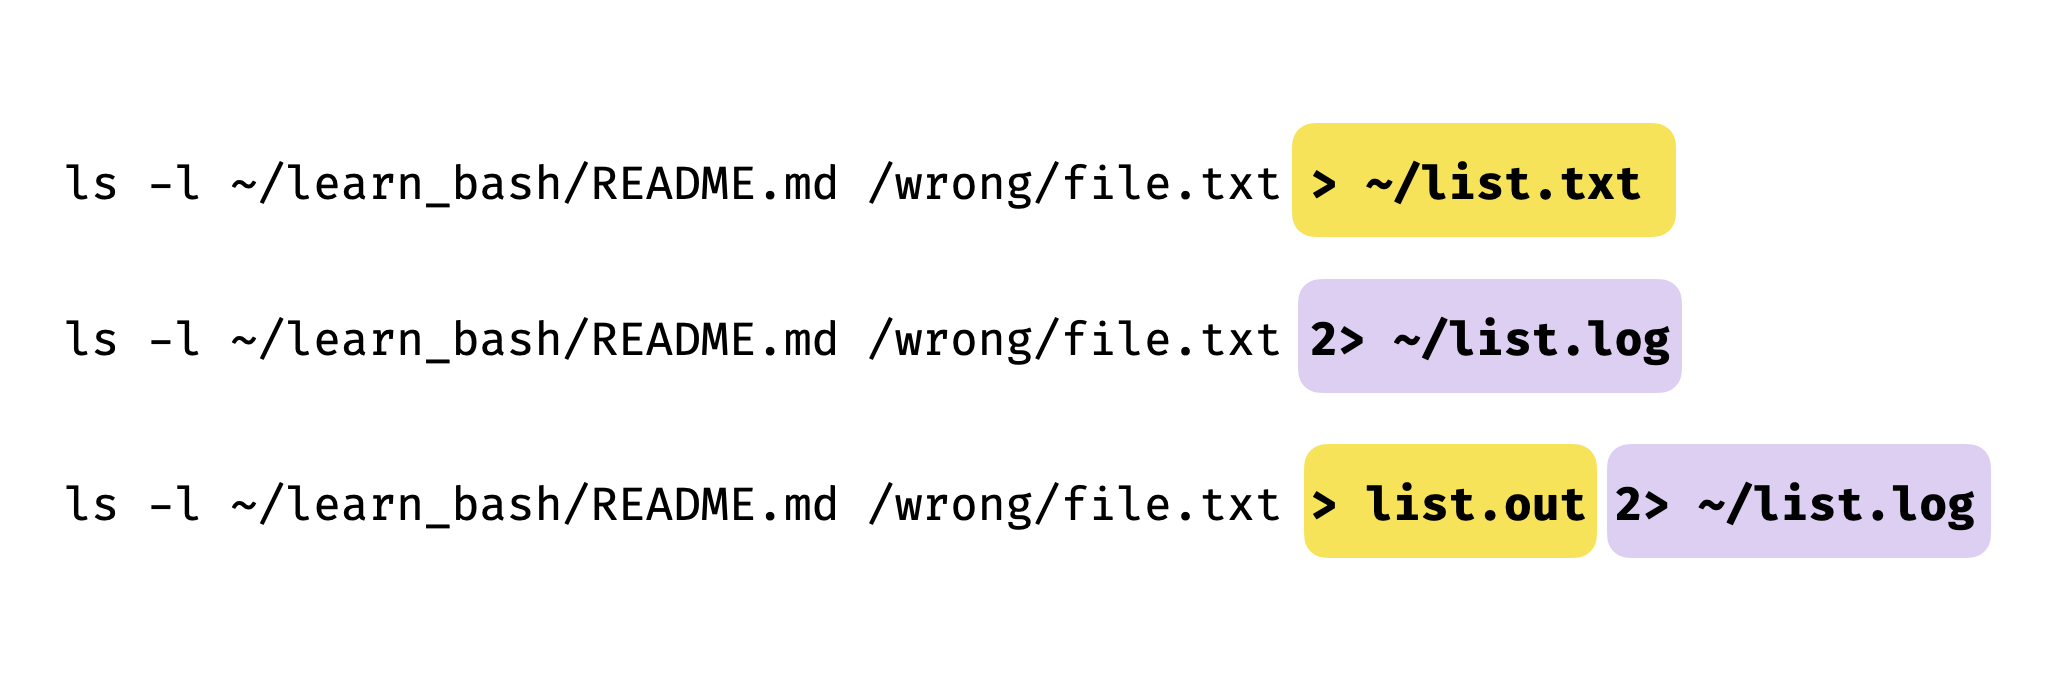 ls -l ~/learn_bash/README.md /wrong/file.txt > ~/list.txt
ls -l ~/learn_bash/README.md /wrong/file.txt 2> ~/list.log
ls -l ~/learn_bash/README.md /wrong/file.txt > list.out 2> ~/list.log